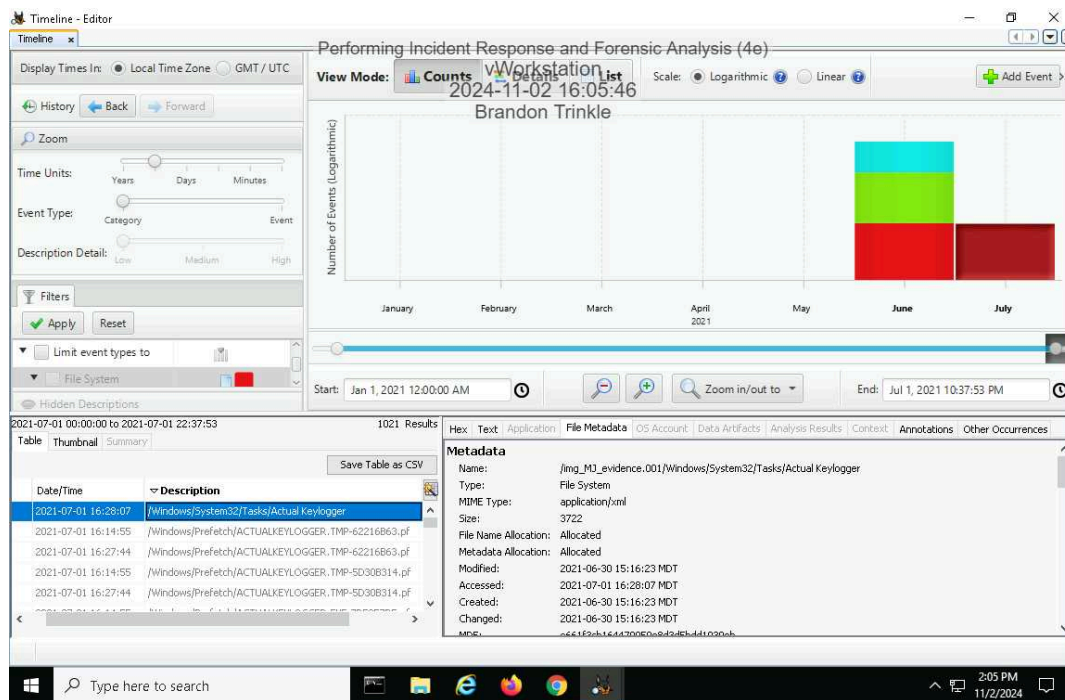 Timeline - Editor
Timeline x
Performing Incident Response and Forensic Analysis (4e)
vWorkstation
2024-11-02 16:05:46
Brandon Trinkle
Display Times In: Local Time Zone GMT / UTC
History Back Forward
View Mode: Counts Details List Scale: Logarithmic Linear Add Event
Zoom
Time Units:
Years Days Minutes
Event Type:
Category Event
Description Detail:
Low Medium High
Filters
Apply Reset
Limit event types to
File System
Hidden Descriptions
Number of Events (Logarithmic)
January February March April May June July
2021
Start: Jan 1, 2021 12:00:00 AM Zoom in/out to End: Jul 1, 2021 10:37:53 PM
2021-07-01 00:00:00 to 2021-07-01 22:37:53 1021 Results
Table Thumbnail Summary
Save Table as CSV
Date/Time Description
2021-07-01 16:28:07 /Windows/System32/Tasks/Actual Keylogger
2021-07-01 16:14:55 /Windows/Prefetch/ACTUALKEYLOGGER.TMP-62216B63.pf
2021-07-01 16:27:44 /Windows/Prefetch/ACTUALKEYLOGGER.TMP-62216B63.pf
2021-07-01 16:14:55 /Windows/Prefetch/ACTUALKEYLOGGER.TMP-5D30B314.pf
2021-07-01 16:27:44 /Windows/Prefetch/ACTUALKEYLOGGER.TMP-5D30B314.pf
Hex Text Application File Metadata OS Account Data Artifacts Analysis Results Context Annotations Other Occurrences
Metadata
Name: /img_MJ_evidence.001/Windows/System32/Tasks/Actual Keylogger
Type: File System
MIME Type: application/xml
Size: 3722
File Name Allocation: Allocated
Metadata Allocation: Allocated
Modified: 2021-06-30 15:16:23 MDT
Accessed: 2021-07-01 16:28:07 MDT
Created: 2021-06-30 15:16:23 MDT
Changed: 2021-06-30 15:16:23 MDT
Type here to search
2:05 PM
11/2/2024